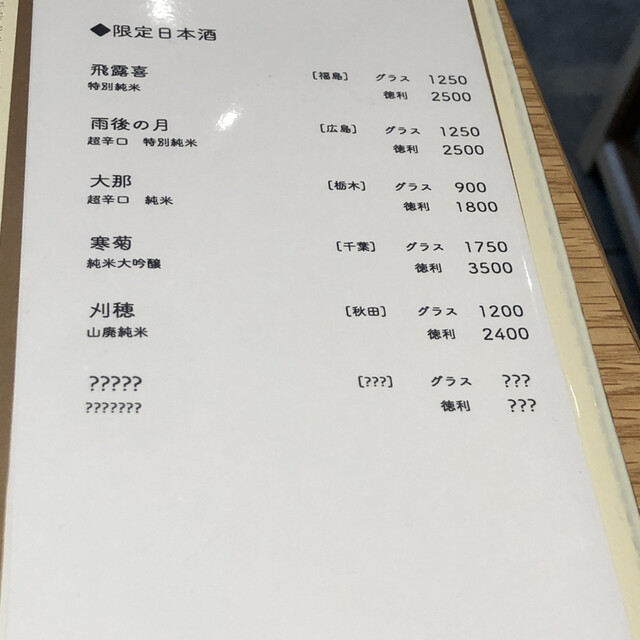 ◆限定日本酒
飛露喜 [福島] グラス 1250
特別純米 徳利 2500
雨後の月 [広島] グラス 1250
超辛口 特別純米 徳利 2500
大那 [栃木] グラス 900
超辛口 純米 徳利 1800
寒菊 [千葉] グラス 1750
純米大吟醸 徳利 3500
刈穂 [秋田] グラス 1200
山廃純米 徳利 2400
????? [???] グラス ???
??????? 徳利 ???